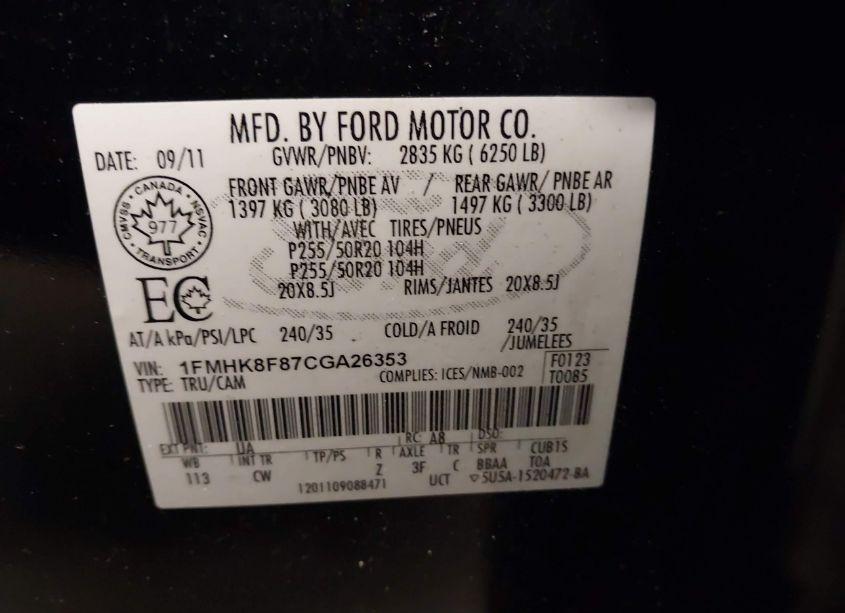 MFD. BY FORD MOTOR CO.
DATE: 09/11 GVWR/PNBV: 2835 KG ( 6250 LB)
FRONT GAWR/PNBE AV / REAR GAWR/ PNBE AR
1397 KG ( 3080 LB) 1497 KG ( 3300 LB)
WITH/AVEC TIRES/PNEUS
P255/50R20 104H
P255/50R20 104H
20X8.5J RIMS/JANTES 20X8.5J
CANADA
CMVSS 977 NSVAC
TRANSPORT
EC
AT/A kPa/PSI/LPC 240/35 COLD/A FROID 240/35
/JUMELEES
VIN: 1FMHK8F87CGA26353 F0123
TYPE: TRU/CAM COMPLIES: ICES/NMB-002 T0085
EXT PNT: UA RC: A8 DSO:
WB INT TR TP/PS R AXLE TR SPR CUB1S
113 CW Z 3F C BBAA TOA
1201109088471 UCT ▽5U5A-1520472-BA